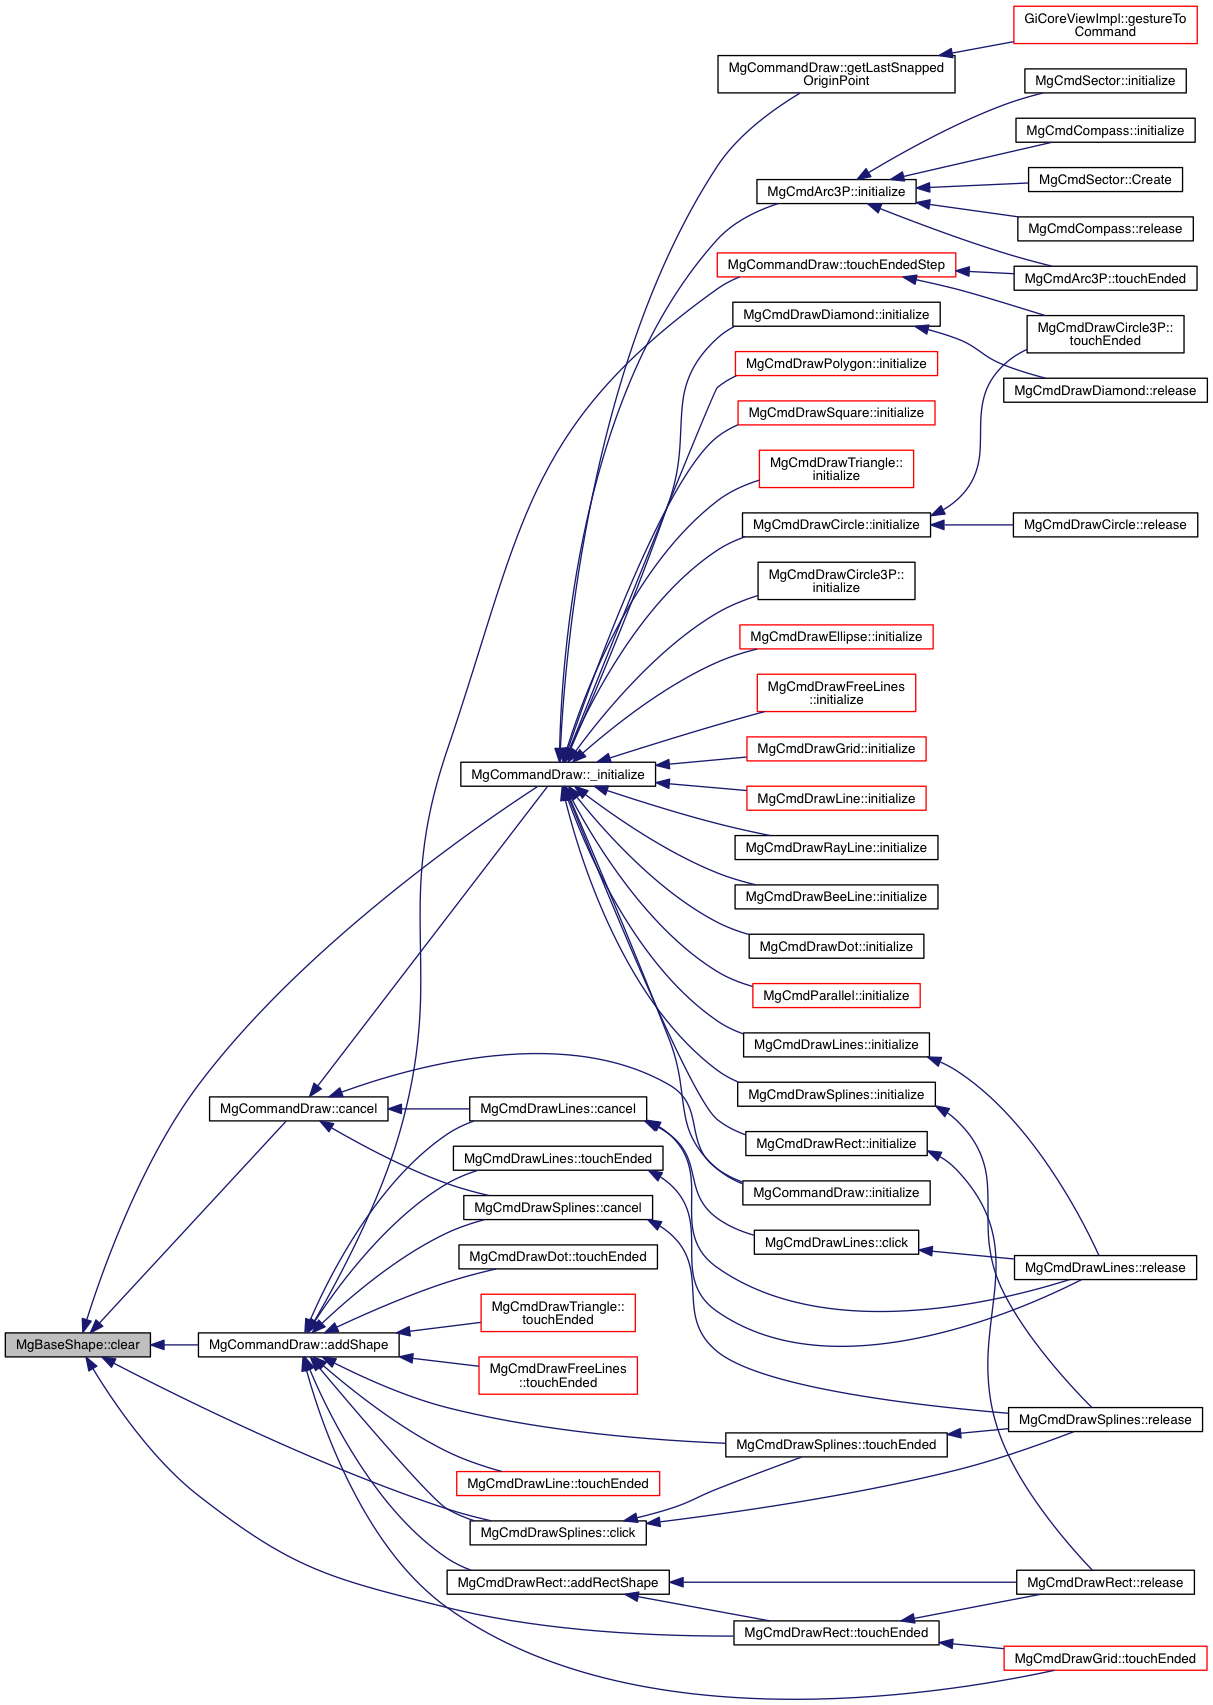 GiCoreViewImpl::gestureTo
Command
MgCommandDraw::getLastSnapped
OriginPoint
MgCmdSector::initialize
MgCmdCompass::initialize
MgCmdSector::Create
MgCmdArc3P::initialize
MgCmdCompass::release
MgCommandDraw::touchEndedStep
MgCmdArc3P::touchEnded
MgCmdDrawDiamond::initialize
MgCmdDrawCircle3P::
touchEnded
MgCmdDrawPolygon::initialize
MgCmdDrawDiamond::release
MgCmdDrawSquare::initialize
MgCmdDrawTriangle::
initialize
MgCmdDrawCircle::initialize
MgCmdDrawCircle::release
MgCmdDrawCircle3P::
initialize
MgCmdDrawEllipse::initialize
MgCmdDrawFreeLines
::initialize
MgCmdDrawGrid::initialize
MgCommandDraw::_initialize
MgCmdDrawLine::initialize
MgCmdDrawRayLine::initialize
MgCmdDrawBeeLine::initialize
MgCmdDrawDot::initialize
MgCmdParallel::initialize
MgCmdDrawLines::initialize
MgCmdDrawSplines::initialize
MgCommandDraw::cancel
MgCmdDrawLines::cancel
MgCmdDrawRect::initialize
MgCmdDrawLines::touchEnded
MgCommandDraw::initialize
MgCmdDrawSplines::cancel
MgCmdDrawLines::click
MgCmdDrawDot::touchEnded
MgCmdDrawLines::release
MgCmdDrawTriangle::
touchEnded
MgBaseShape::clear
MgCommandDraw::addShape
MgCmdDrawFreeLines
::touchEnded
MgCmdDrawSplines::release
MgCmdDrawSplines::touchEnded
MgCmdDrawLine::touchEnded
MgCmdDrawSplines::click
MgCmdDrawRect::addRectShape
MgCmdDrawRect::release
MgCmdDrawRect::touchEnded
MgCmdDrawGrid::touchEnded